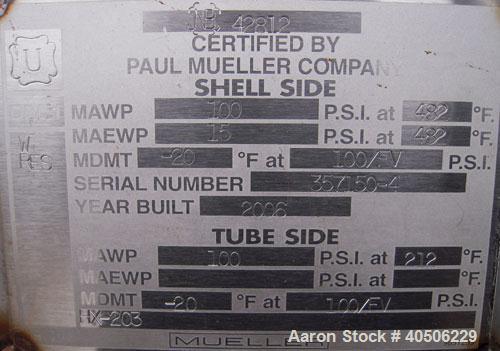 NB 42812
U
CERTIFIED BY
PAUL MUELLER COMPANY
SHELL SIDE
MAWP 100 P.S.I. at 482 °F.
MAEWP 15 P.S.I. at 482 °F.
W
RES
MDMT -20 °F at 100/FV P.S.I.
SERIAL NUMBER 357150-4
YEAR BUILT 2006
TUBE SIDE
MAWP 100 P.S.I. at 212 °F.
MAEWP P.S.I. at °F.
MDMT -20 °F at 100/FV P.S.I.
HX-203
MUELLER
Aaron Stock # 40506229